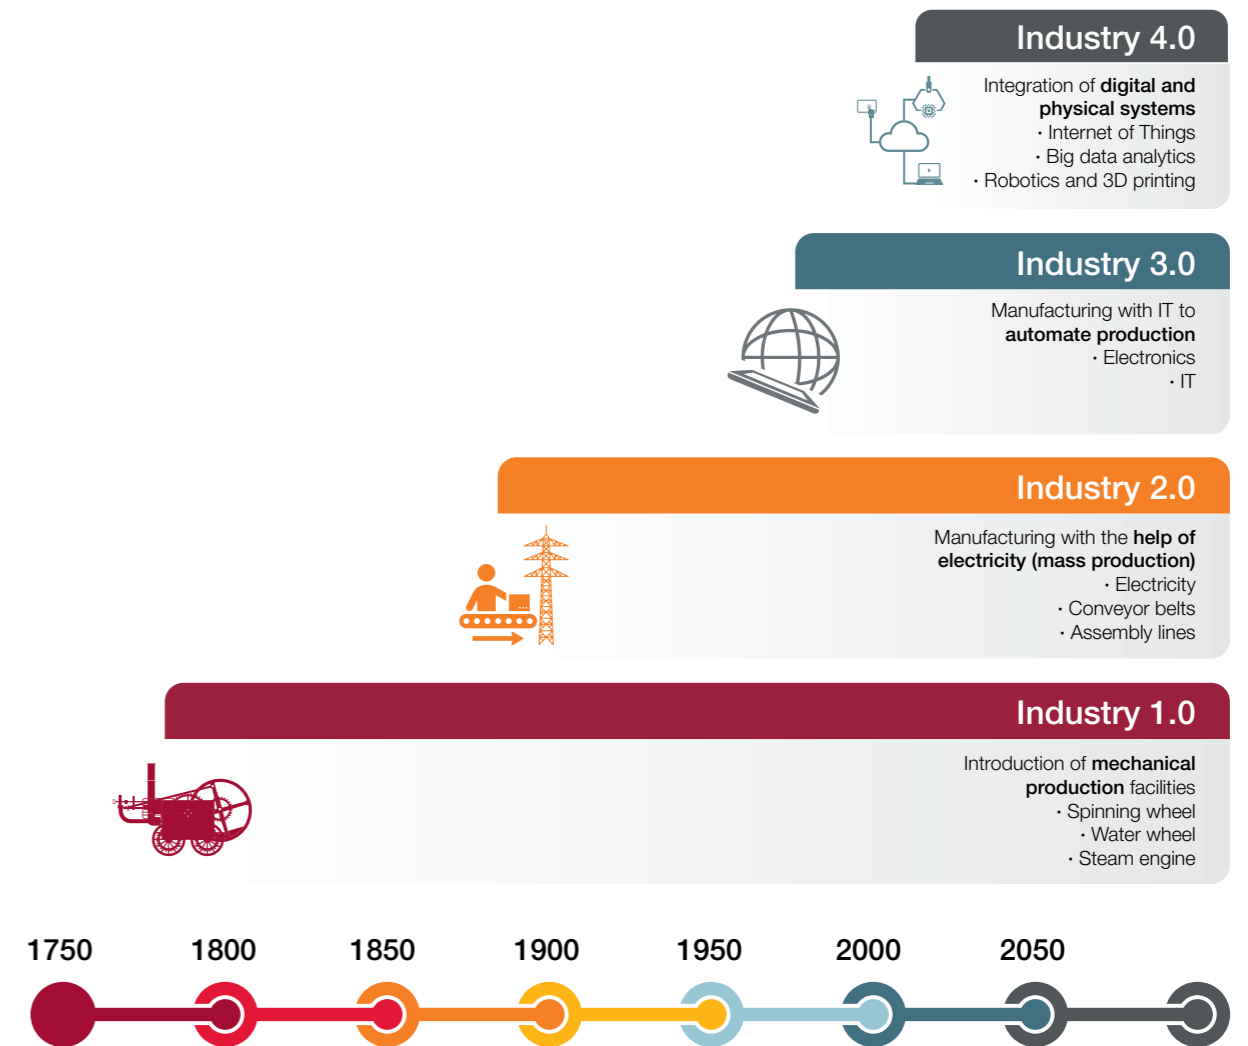 Industry 4.0
Integration of digital and
physical systems
· Internet of Things
· Big data analytics
· Robotics and 3D printing
Industry 3.0
Manufacturing with IT to
automate production
· Electronics
· IT
Industry 2.0
Manufacturing with the help of
electricity (mass production)
· Electricity
· Conveyor belts
· Assembly lines
Industry 1.0
Introduction of mechanical
production facilities
· Spinning wheel
· Water wheel
· Steam engine
1750 1800 1850 1900 1950 2000 2050